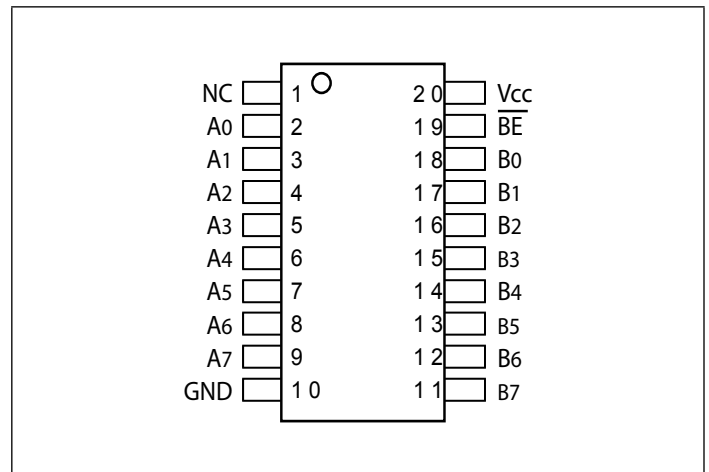 NC 1 20 Vcc
A0 2 19 B̅E̅
A1 3 18 B0
A2 4 17 B1
A3 5 16 B2
A4 6 15 B3
A5 7 14 B4
A6 8 13 B5
A7 9 12 B6
GND 10 11 B7